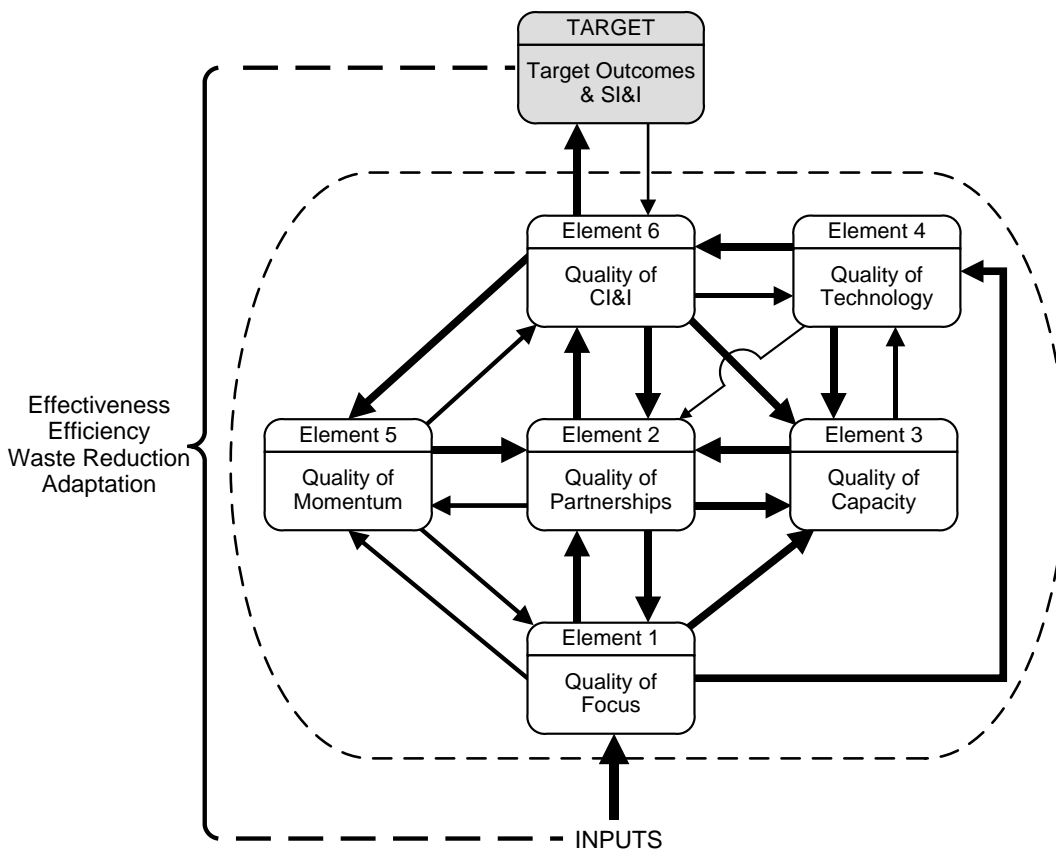 TARGET
Target Outcomes
& SI&I
Element 6
Quality of
CI&I
Element 4
Quality of
Technology
Effectiveness
Efficiency
Waste Reduction
Adaptation
Element 5
Quality of
Momentum
Element 2
Quality of
Partnerships
Element 3
Quality of
Capacity
Element 1
Quality of
Focus
INPUTS